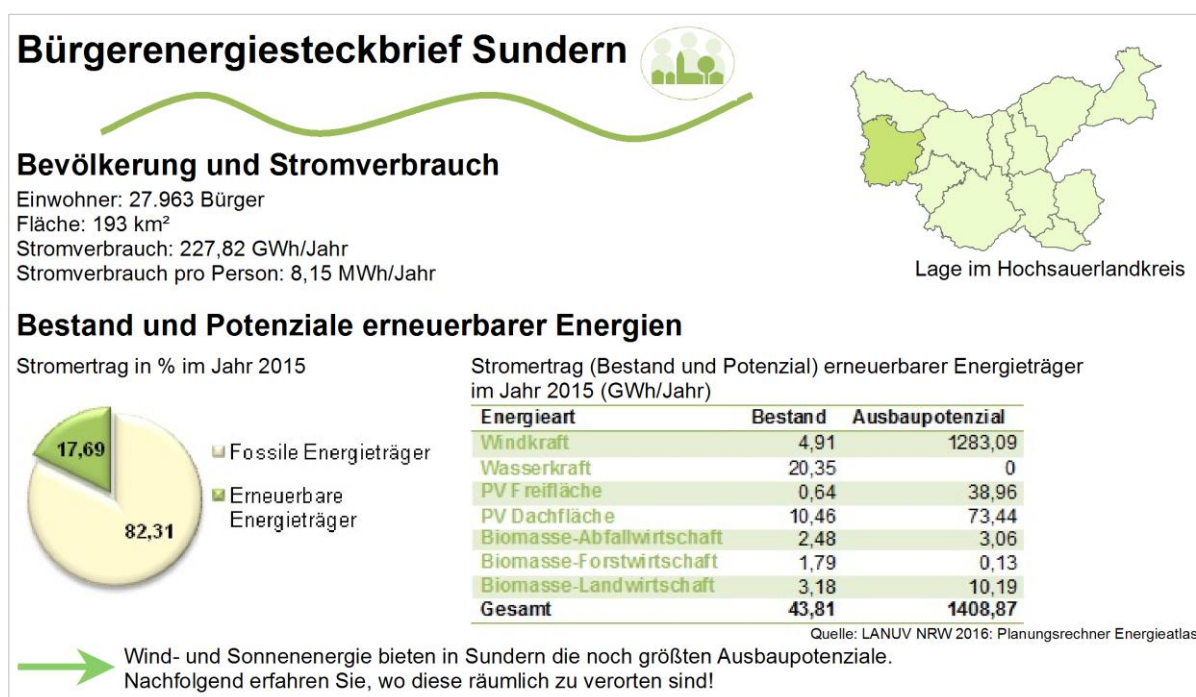 Bürgerenergiesteckbrief Sundern
Bevölkerung und Stromverbrauch
Einwohner: 27.963 Bürger
Fläche: 193 km²
Stromverbrauch: 227,82 GWh/Jahr
Stromverbrauch pro Person: 8,15 MWh/Jahr
Lage im Hochsauerlandkreis
Bestand und Potenziale erneuerbarer Energien
Stromertrag in % im Jahr 2015
17,69
82,31
Fossile Energieträger
Erneuerbare
Energieträger
Stromertrag (Bestand und Potenzial) erneuerbarer Energieträger
im Jahr 2015 (GWh/Jahr)
Energieart Bestand Ausbaupotenzial
Windkraft 4,91 1283,09
Wasserkraft 20,35 0
PV Freifläche 0,64 38,96
PV Dachfläche 10,46 73,44
Biomasse-Abfallwirtschaft 2,48 3,06
Biomasse-Forstwirtschaft 1,79 0,13
Biomasse-Landwirtschaft 3,18 10,19
Gesamt 43,81 1408,87
Quelle: LANUV NRW 2016: Planungsrechner Energieatlas
Wind- und Sonnenenergie bieten in Sundern die noch größten Ausbaupotenziale.
Nachfolgend erfahren Sie, wo diese räumlich zu verorten sind!